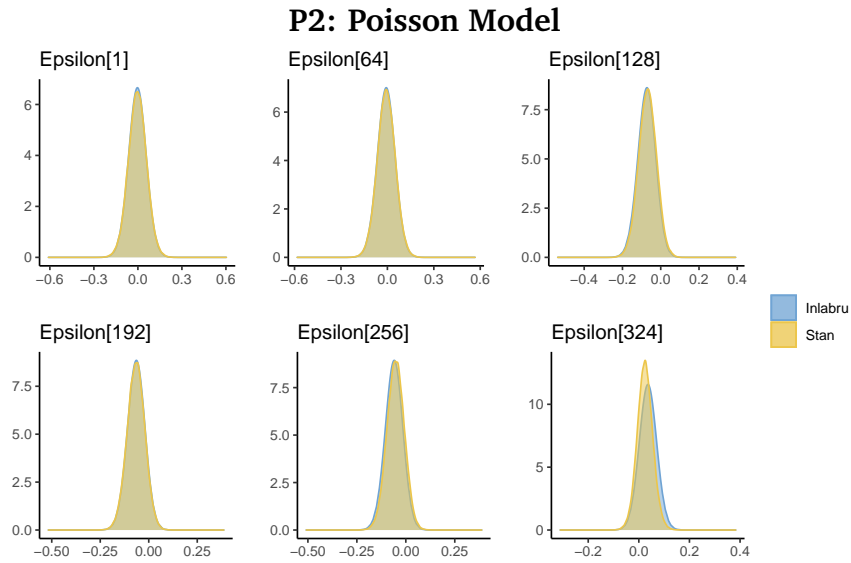 P2: Poisson Model
Epsilon[1]
6
4
2
0
−0.6 −0.3 0.0 0.3 0.6
Epsilon[64]
6
4
2
0
−0.6 −0.3 0.0 0.3 0.6
Epsilon[128]
7.5
5.0
2.5
0.0
−0.4 −0.2 0.0 0.2 0.4
Inlabru
Stan
Epsilon[192]
7.5
5.0
2.5
0.0
−0.50 −0.25 0.00 0.25
Epsilon[256]
7.5
5.0
2.5
0.0
−0.50 −0.25 0.00 0.25
Epsilon[324]
10
5
0
−0.2 0.0 0.2 0.4